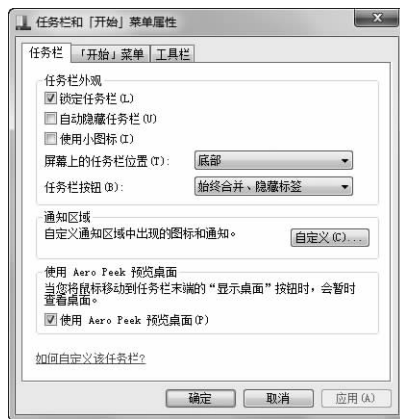 任务栏和「开始」菜单属性
任务栏 「开始」菜单 工具栏
任务栏外观
锁定任务栏(L)
自动隐藏任务栏(U)
使用小图标(I)
屏幕上的任务栏位置(T): 底部
任务栏按钮(B): 始终合并、隐藏标签
通知区域
自定义通知区域中出现的图标和通知。 自定义(C)...
使用 Aero Peek 预览桌面
当您将鼠标移动到任务栏末端的“显示桌面”按钮时，会暂时
查看桌面。
使用 Aero Peek 预览桌面(P)
如何自定义该任务栏?
确定 取消 应用(A)